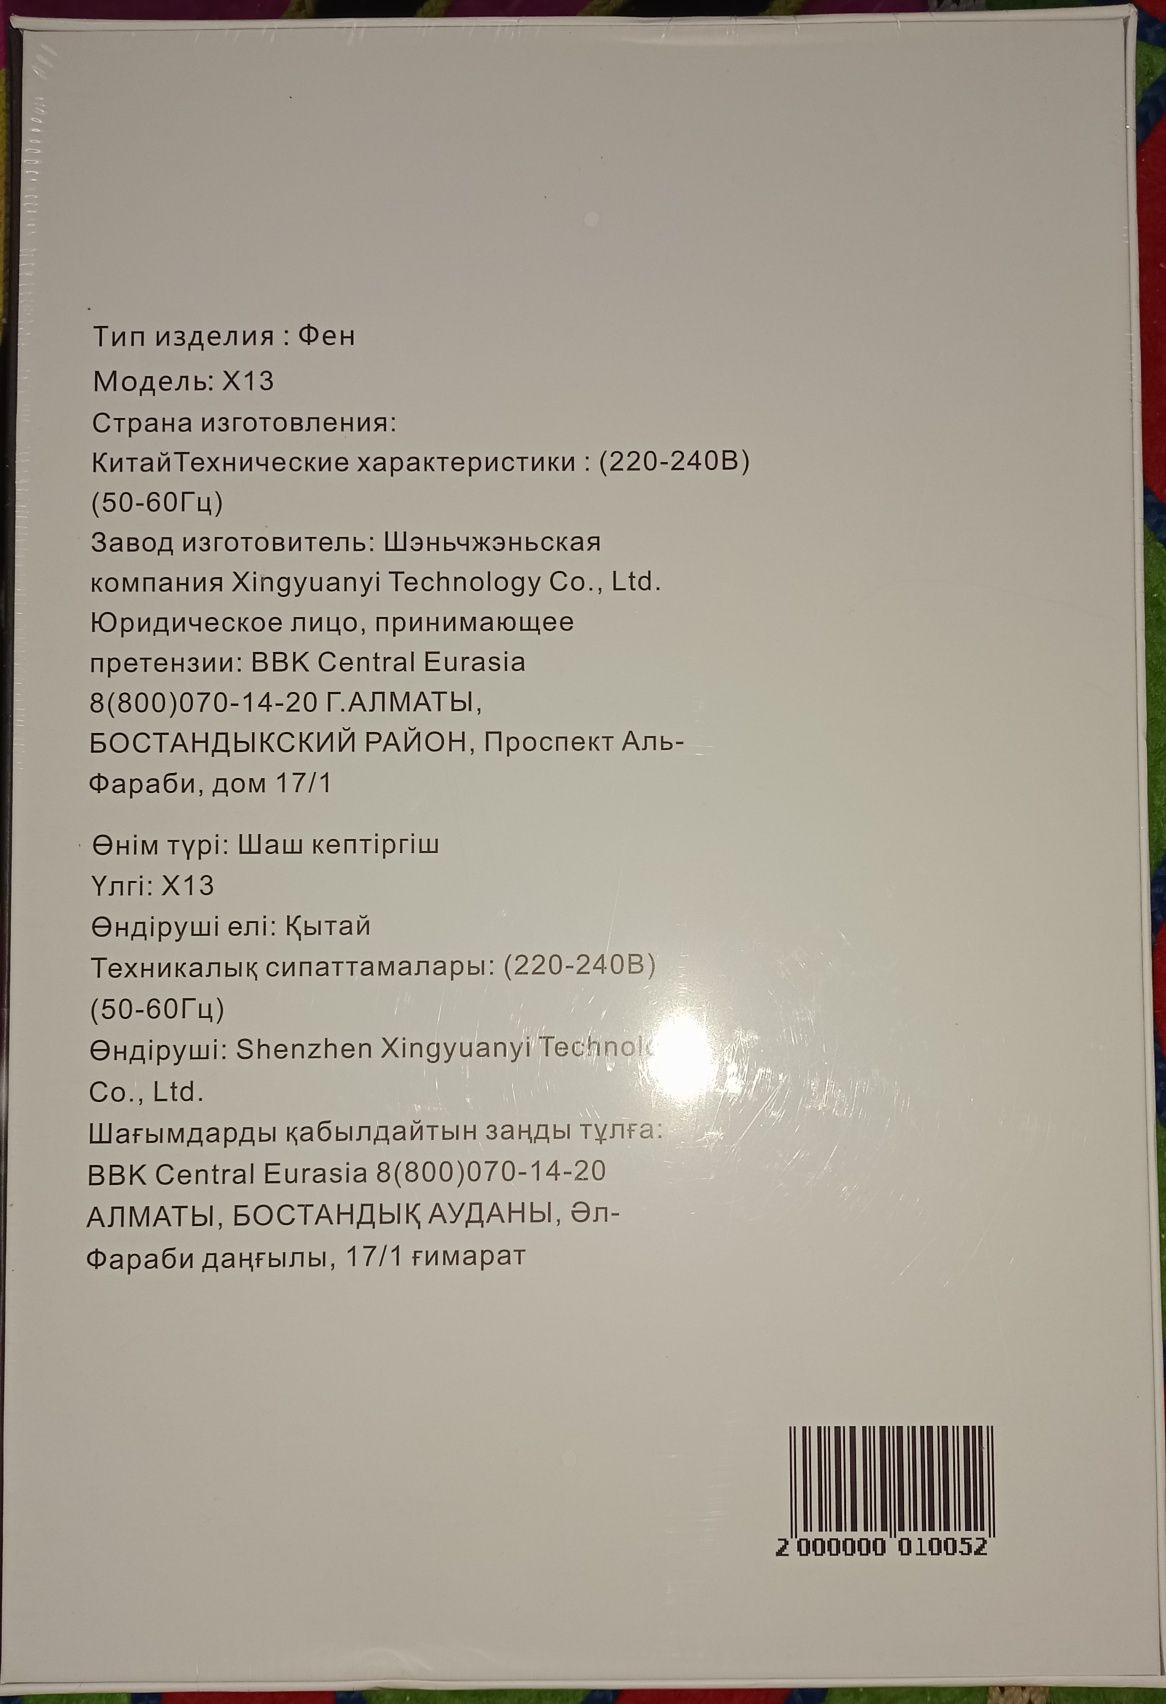 Тип изделия : Фен
Модель: X13
Страна изготовления:
КитайТехнические характеристики : (220-240В)
(50-60Гц)
Завод изготовитель: Шэньчжэньская
компания Xingyuanyi Technology Co., Ltd.
Юридическое лицо, принимающее
претензии: BBK Central Eurasia
8(800)070-14-20 Г.АЛМАТЫ,
БОСТАНДЫКСКИЙ РАЙОН, Проспект Аль-
Фараби, дом 17/1
Өнім түрі: Шаш кептіргіш
Үлгі: X13
Өндіруші елі: Қытай
Техникалық сипаттамалары: (220-240В)
(50-60Гц)
Өндіруші: Shenzhen Xingyuanyi
Co., Ltd.
Шағымдарды қабылдайтын заңды тұлға:
BBK Central Eurasia 8(800)070-14-20
АЛМАТЫ, БОСТАНДЫҚ АУДАНЫ, Әл-
Фараби даңғылы, 17/1 ғимарат
2 000000 010052